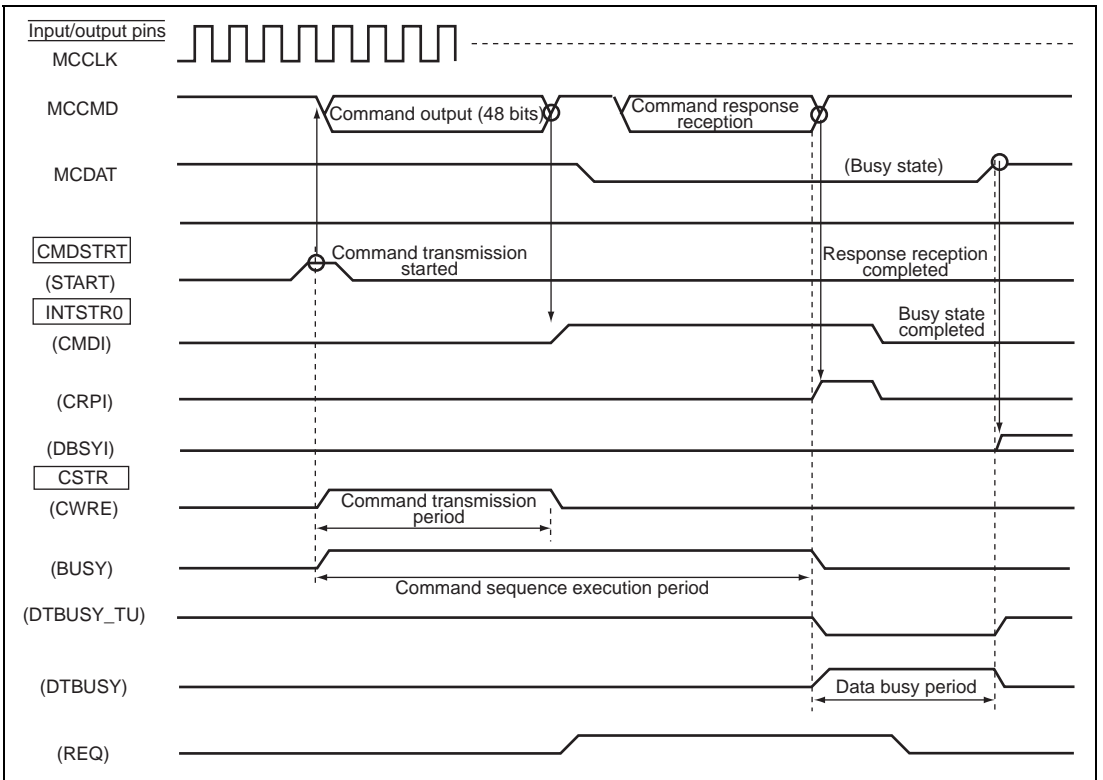 Input/output pins
MCCLK
MCCMD
Command output (48 bits)
Command response
reception
MCDAT
(Busy state)
CMDSTRT
(START)
Command transmission
started
Response reception
completed
INTSTR0
(CMDI)
Busy state
completed
(CRPI)
(DBSYI)
CSTR
(CWRE)
Command transmission
period
(BUSY)
Command sequence execution period
(DTBUSY_TU)
(DTBUSY)
Data busy period
(REQ)